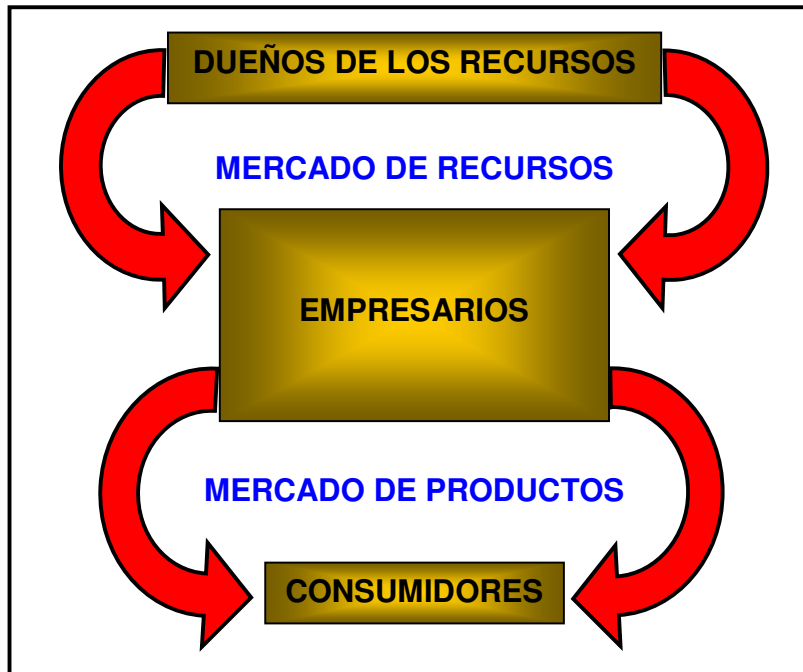 DUEÑOS DE LOS RECURSOS
MERCADO DE RECURSOS
EMPRESARIOS
MERCADO DE PRODUCTOS
CONSUMIDORES